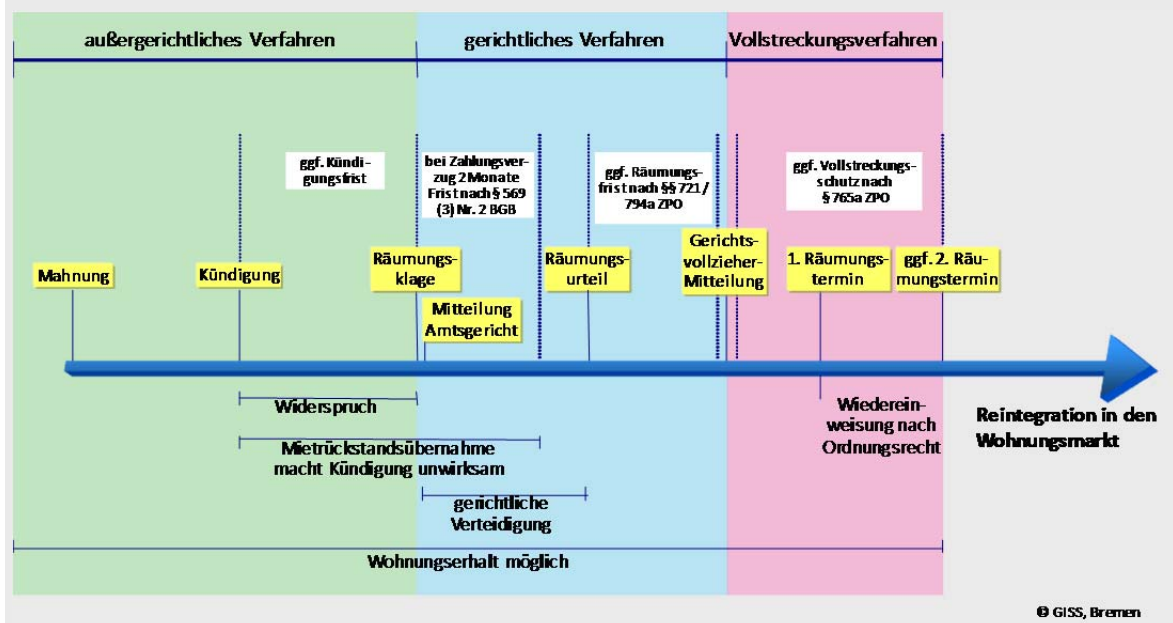 außergerichtliches Verfahren
gerichtliches Verfahren
Vollstreckungsverfahren
ggf. Kündi-
gungsfrist
bei Zahlungsver-
zug 2 Monate
Frist nach § 569
(3) Nr. 2 BGB
ggf. Räumungs-
frist nach §§ 721/
794a ZPO
ggf. Vollstreckungs-
schutz nach
§ 765a ZPO
Mahnung
Kündigung
Räumungs-
klage
Mitteilung
Amtsgericht
Räumungs-
urteil
Gerichts-
vollzieher-
Mitteilung
1. Räumungs-
termin
ggf. 2. Räu-
mungstermin
Widerspruch
Mietrückstandsübernahme
macht Kündigung unwirksam
gerichtliche
Verteidigung
Wiederein-
weisung nach
Ordnungsrecht
Reintegration in den
Wohnungsmarkt
Wohnungserhalt möglich
© GISS, Bremen